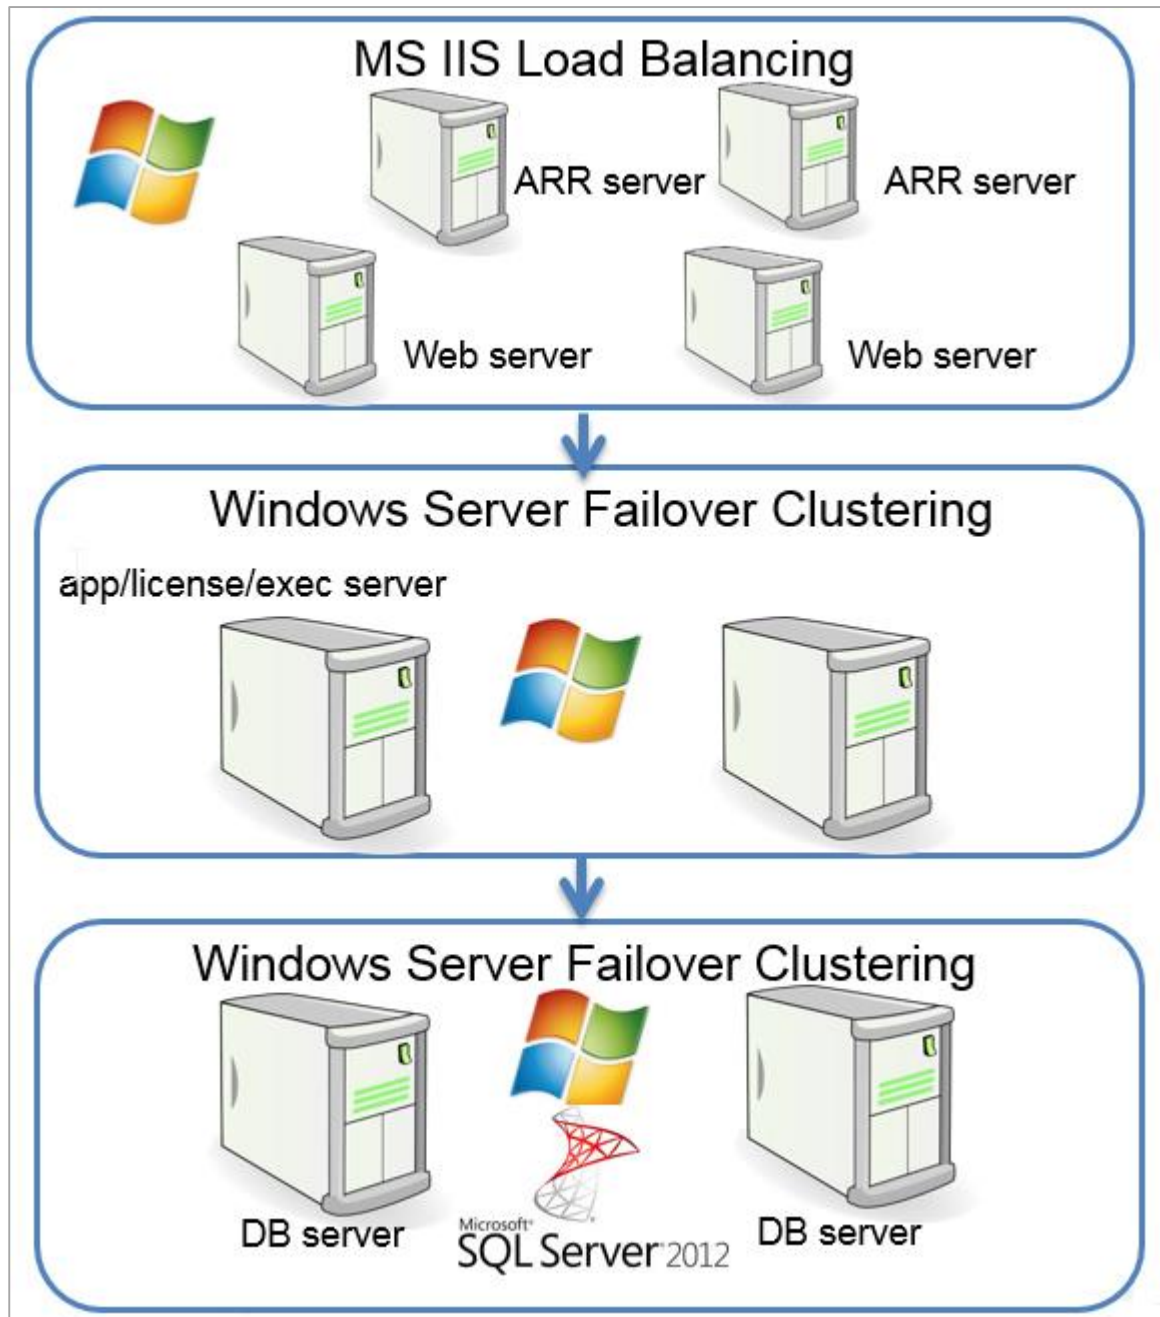 MS IIS Load Balancing
ARR server
ARR server
Web server
Web server
Windows Server Failover Clustering
app/license/exec server
Windows Server Failover Clustering
DB server
Microsoft®
SQL Server® 2012
DB server